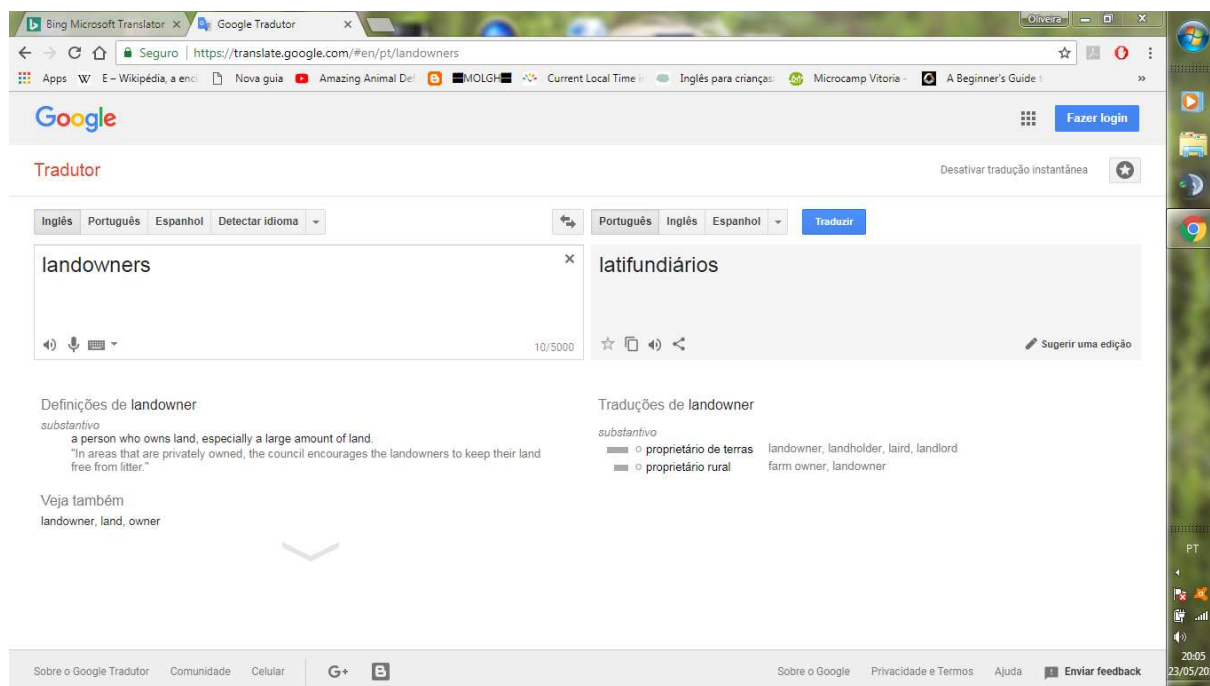 Bing Microsoft Translator
Google Tradutor
Oliveira
Seguro https://translate.google.com/#en/pt/landowners
Apps W E – Wikipédia, a enci Nova guia Amazing Animal De MOLGH Current Local Time i Inglês para crianças: Microcamp Vitoria - A Beginner's Guide t »
Google
Fazer login
Tradutor
Desativar tradução instantânea
Inglês Português Espanhol Detectar idioma
Português Inglês Espanhol Traduzir
landowners
latifundiários
10/5000
Sugerir uma edição
Definições de landowner
substantivo
a person who owns land, especially a large amount of land.
"In areas that are privately owned, the council encourages the landowners to keep their land
free from litter."
Veja também
landowner, land, owner
Traduções de landowner
substantivo
proprietário de terras landowner, landholder, laird, landlord
proprietário rural farm owner, landowner
Sobre o Google Tradutor Comunidade Celular G+ B
Sobre o Google Privacidade e Termos Ajuda Enviar feedback
PT
20:05
23/05/20